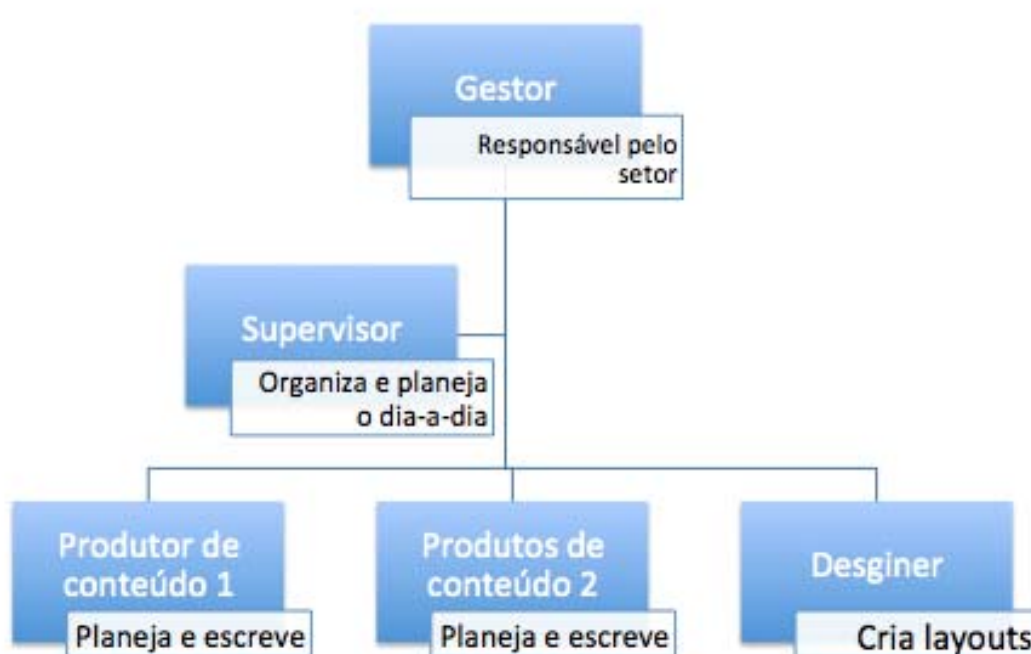 Gestor
Responsável pelo
setor
Supervisor
Organiza e planeja
o dia-a-dia
Produtor de
conteúdo 1
Planeja e escreve
Produtos de
conteúdo 2
Planeja e escreve
Desginer
Cria layouts